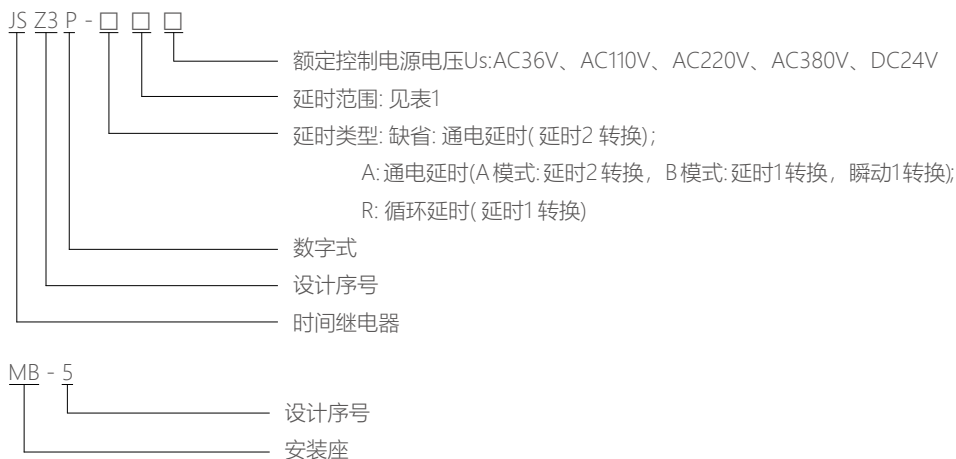 JS Z3 P - □ □ □
额定控制电源电压Us:AC36V、AC110V、AC220V、AC380V、DC24V
延时范围: 见表1
延时类型: 缺省: 通电延时( 延时2 转换);
A: 通电延时(A 模式: 延时2 转换, B 模式: 延时1转换, 瞬动1转换);
R: 循环延时( 延时1 转换)
数字式
设计序号
时间继电器
MB - 5
设计序号
安装座